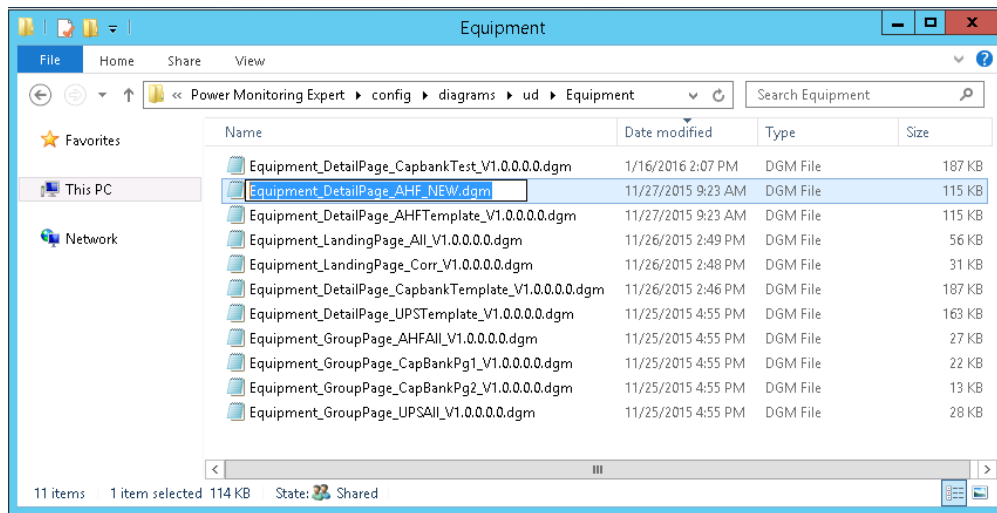 Equipment
File Home Share View
« Power Monitoring Expert config diagrams ud Equipment Search Equipment
Favorites
This PC
Network
Name Date modified Type Size
Equipment_DetailPage_CapbankTest_V1.0.0.0.dgm 1/16/2016 2:07 PM DGM File 187 KB
Equipment_DetailPage_AHF_NEW.dgm 11/27/2015 9:23 AM DGM File 115 KB
Equipment_DetailPage_AHFTemplate_V1.0.0.0.dgm 11/27/2015 9:23 AM DGM File 115 KB
Equipment_LandingPage_All_V1.0.0.0.dgm 11/26/2015 2:49 PM DGM File 56 KB
Equipment_LandingPage_Corr_V1.0.0.0.dgm 11/26/2015 2:48 PM DGM File 31 KB
Equipment_DetailPage_CapbankTemplate_V1.0.0.0.dgm 11/26/2015 2:46 PM DGM File 187 KB
Equipment_DetailPage_UPSTemplate_V1.0.0.0.dgm 11/25/2015 4:55 PM DGM File 163 KB
Equipment_GroupPage_AHFAll_V1.0.0.0.dgm 11/25/2015 4:55 PM DGM File 27 KB
Equipment_GroupPage_CapBankPg1_V1.0.0.0.dgm 11/25/2015 4:55 PM DGM File 22 KB
Equipment_GroupPage_CapBankPg2_V1.0.0.0.dgm 11/25/2015 4:55 PM DGM File 13 KB
Equipment_GroupPage_UPSAll_V1.0.0.0.dgm 11/25/2015 4:55 PM DGM File 28 KB
11 items 1 item selected 114 KB State: Shared